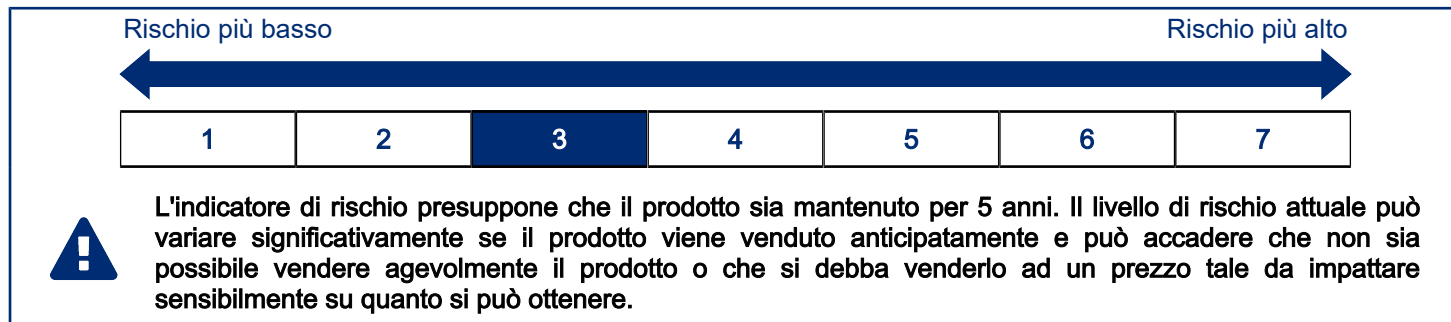 Rischio più basso Rischio più alto
1 2 3 4 5 6 7
L'indicatore di rischio presuppone che il prodotto sia mantenuto per 5 anni. Il livello di rischio attuale può
variare significativamente se il prodotto viene venduto anticipatamente e può accadere che non sia
possibile vendere agevolmente il prodotto o che si debba venderlo ad un prezzo tale da impattare
sensibilmente su quanto si può ottenere.